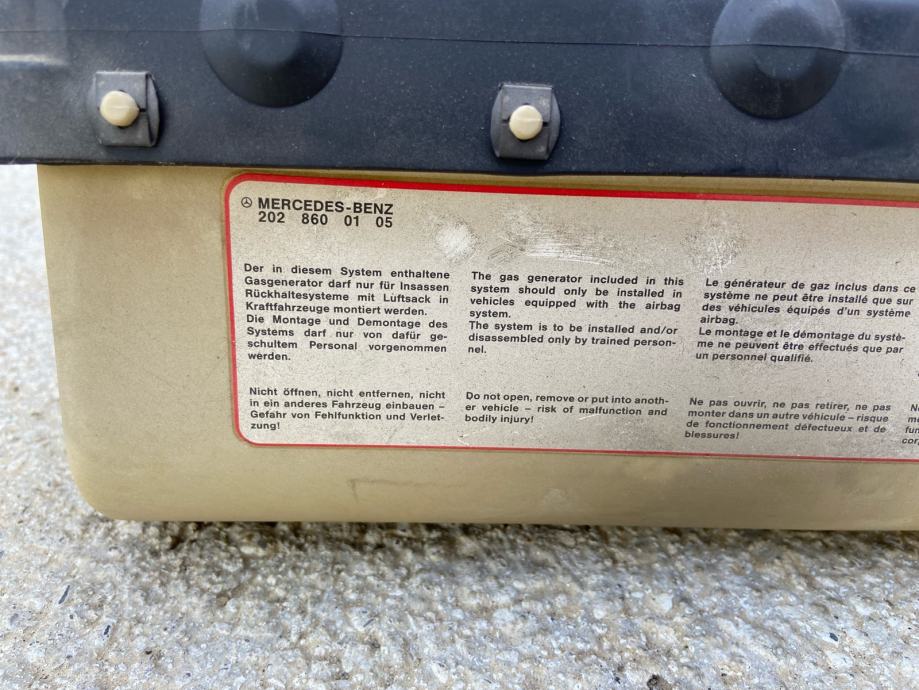 MERCEDES-BENZ
202 860 01 05
Der in diesem System enthaltene
Gasgenerator darf nur für Insassen
Rückhaltesysteme mit Luftsack in
Kraftfahrzeuge montiert werden.
Die Montage und Demontage des
Systems darf nur von dafür ge-
schultem Personal vorgenommen
werden.
Nicht öffnen, nicht entfernen, nicht
in ein anderes Fahrzeug einbauen –
Gefahr von Fehlfunktion und Verlet-
zung!
The gas generator included in this
system should only be installed in
vehicles equipped with the airbag
system.
The system is to be installed and/or
disassembled only by trained person-
nel.
Do not open, remove or put into anoth-
er vehicle – risk of malfunction and
bodily injury!
Le générateur de gaz inclus dans ce
système ne peut être installé que sur
des véhicules équipés d'un système
airbag.
Le montage et le démontage du systè-
me ne peuvent être effectués que par
un personnel qualifié.
Ne pas ouvrir, ne pas retirer, ne pas
monter dans un autre véhicule – risque
de fonctionnement défectueux et de
blessures!